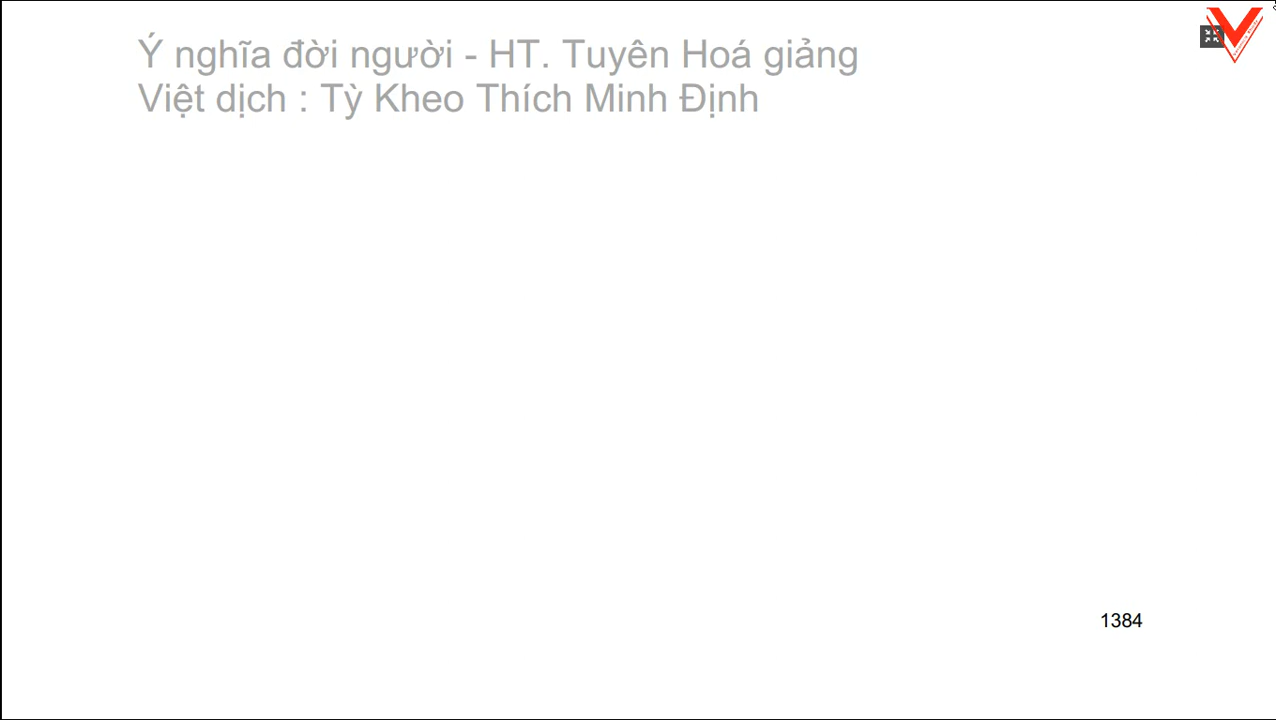 Ý nghĩa đời người - HT. Tuyên Hoá giảng
Việt dịch : Tỳ Kheo Thích Minh Định
1384